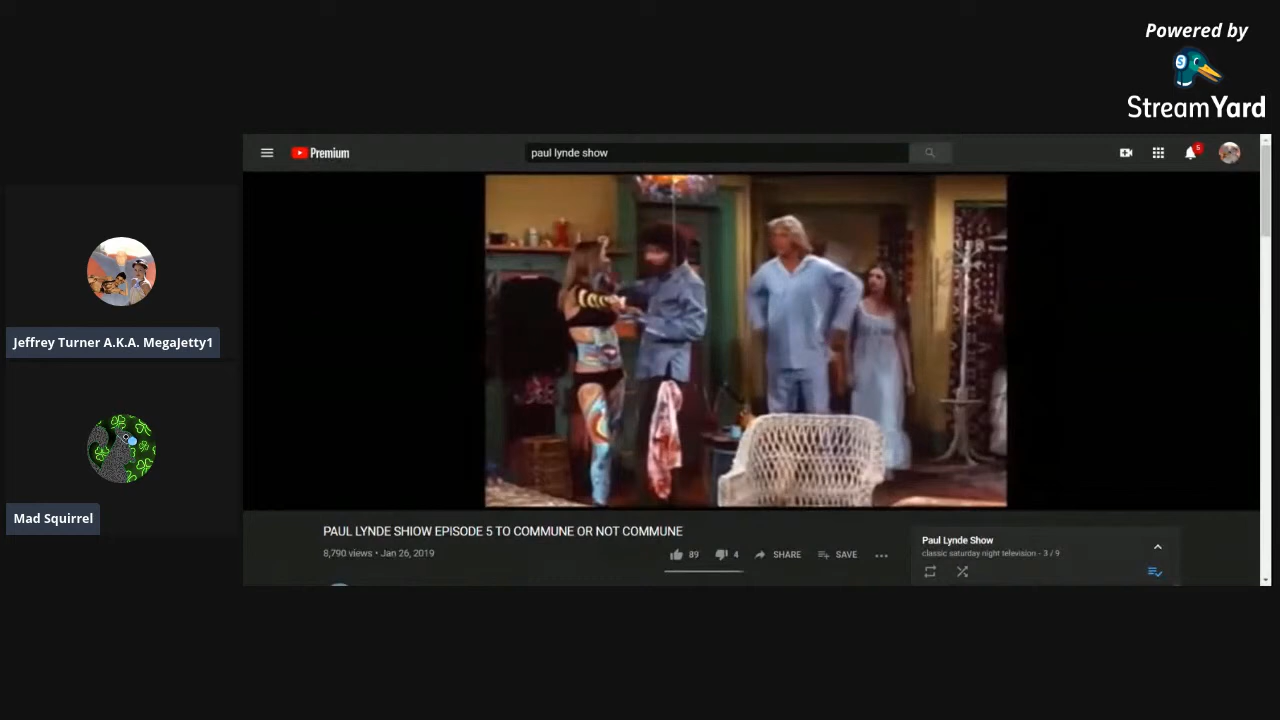 Powered by
StreamYard
Premium
paul lynde show
5
Jeffrey Turner A.K.A. MegaJetty1
Mad Squirrel
PAUL LYNDE SHIOW EPISODE 5 TO COMMUNE OR NOT COMMUNE
8,790 views • Jan 26, 2019
89
4
SHARE
SAVE
Paul Lynde Show
classic saturday night television - 3 / 9